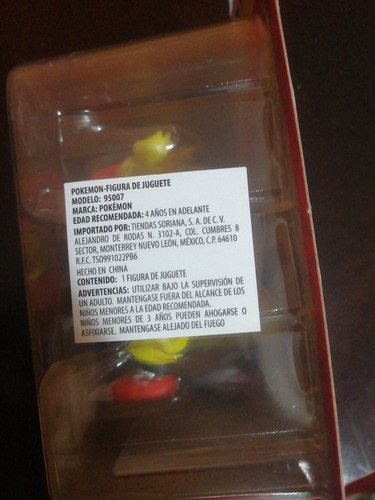 POKEMON-FIGURA DE JUGUETE
MODELO: 95007
MARCA: POKÉMON
EDAD RECOMENDADA: 4 AÑOS EN ADELANTE
IMPORTADO POR: TIENDAS SORIANA, S. A. DE C. V.
ALEJANDRO DE RODAS N. 3102-A, COL. CUMBRES 8
SECTOR, MONTERREY NUEVO LEÓN, MÉXICO, C.P. 64610
R.F.C. TSO991022PB6
HECHO EN CHINA
CONTENIDO: 1 FIGURA DE JUGUETE
ADVERTENCIAS: UTILIZAR BAJO LA SUPERVISIÓN DE
UN ADULTO. MANTENGASE FUERA DEL ALCANCE DE LOS
NIÑOS MENORES A LA EDAD RECOMENDADA.
NIÑOS MENORES DE 3 AÑOS PUEDEN AHOGARSE O
ASFIXIARSE. MANTENGASE ALEJADO DEL FUEGO